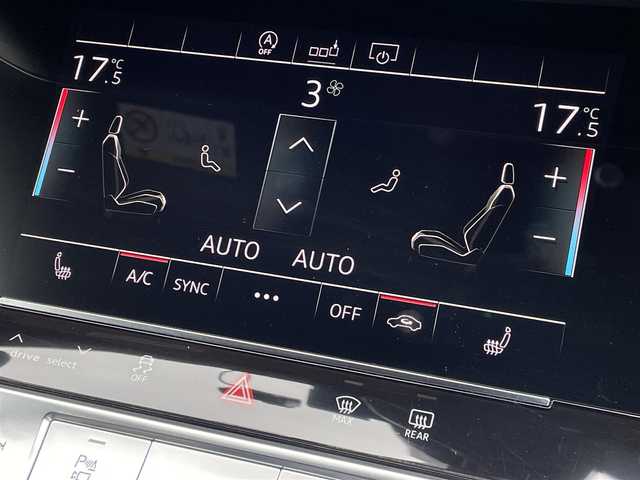 OFF
17.5 °C
3
17.5 °C
+
+
−
−
AUTO AUTO
A/C SYNC ••• OFF
drive select
OFF
MAX
REAR
P